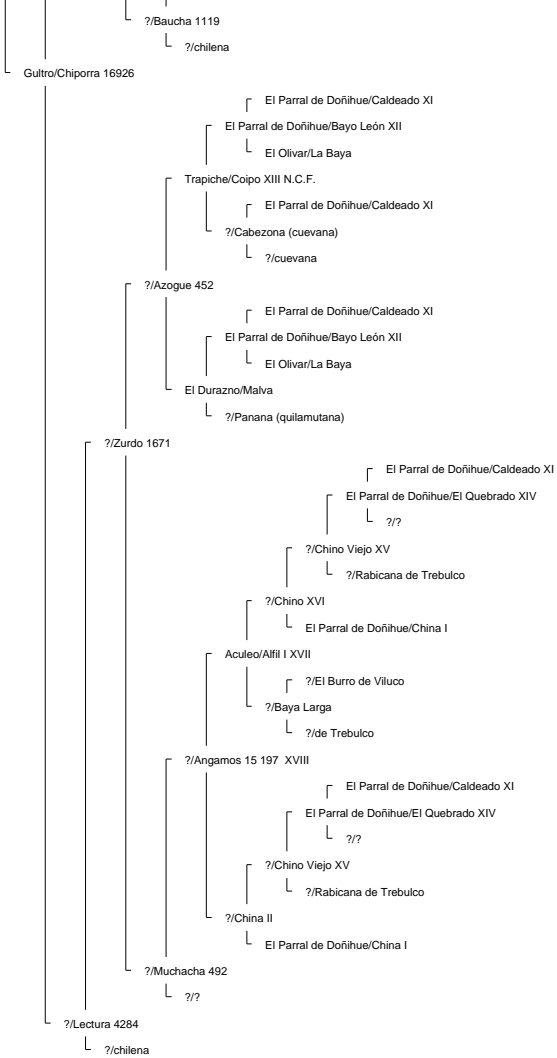 ?/Baucha 1119
?/chilena
Gultro/Chiporra 16926
El Parral de Doñihue/Caldeado XI
El Parral de Doñihue/Bayo León XII
El Olivar/La Baya
Trapiche/Coipo XIII N.C.F.
El Parral de Doñihue/Caldeado XI
?/Cabezona (cuevana)
?/cuevana
?/Azogue 452
El Parral de Doñihue/Caldeado XI
El Parral de Doñihue/Bayo León XII
El Olivar/La Baya
El Durazno/Malva
?/Panana (quilamutana)
?/Zurdo 1671
El Parral de Doñihue/Caldeado XI
El Parral de Doñihue/El Quebrado XIV
?/?
?/Chino Viejo XV
?/Rabicana de Trebulco
?/Chino XVI
El Parral de Doñihue/China I
Aculeo/Alfil I XVII
?/El Burro de Viluco
?/Baya Larga
?/de Trebulco
?/Angamos 15 197  XVIII
El Parral de Doñihue/Caldeado XI
El Parral de Doñihue/El Quebrado XIV
?/?
?/Chino Viejo XV
?/Rabicana de Trebulco
?/China II
El Parral de Doñihue/China I
?/Muchacha 492
?/?
?/Lectura 4284
?/chilena